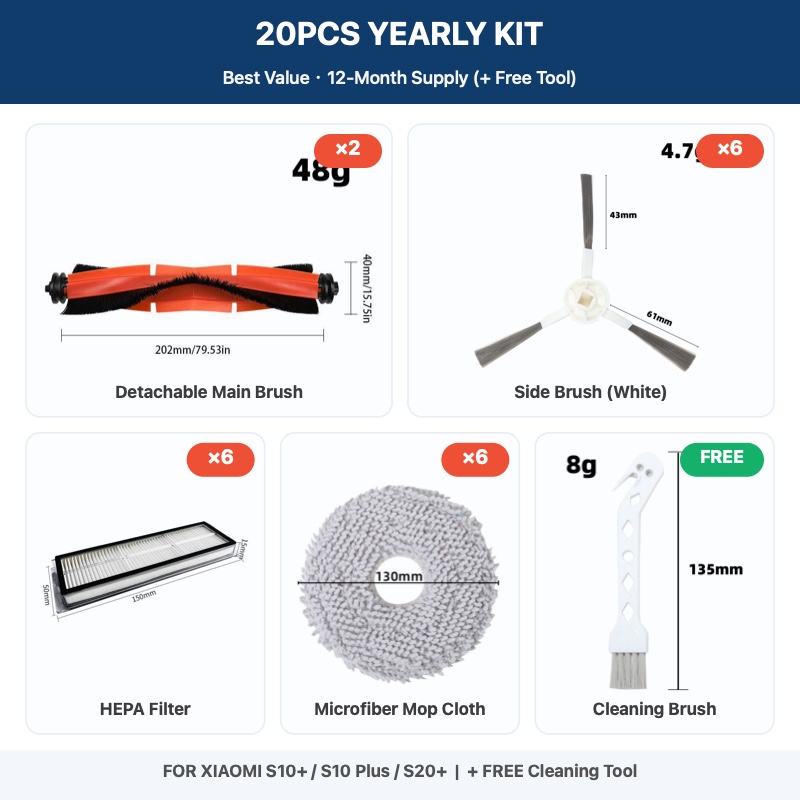 20PCS YEARLY KIT
Best Value · 12-Month Supply (+ Free Tool)
×2
48g
40mm/15.75in
202mm/79.53in
Detachable Main Brush
4.7g
×6
43mm
61mm
Side Brush (White)
×6
15mm
50mm
150mm
HEPA Filter
×6
130mm
Microfiber Mop Cloth
8g
FREE
135mm
Cleaning Brush
FOR XIAOMI S10+ / S10 Plus / S20+ | + FREE Cleaning Tool